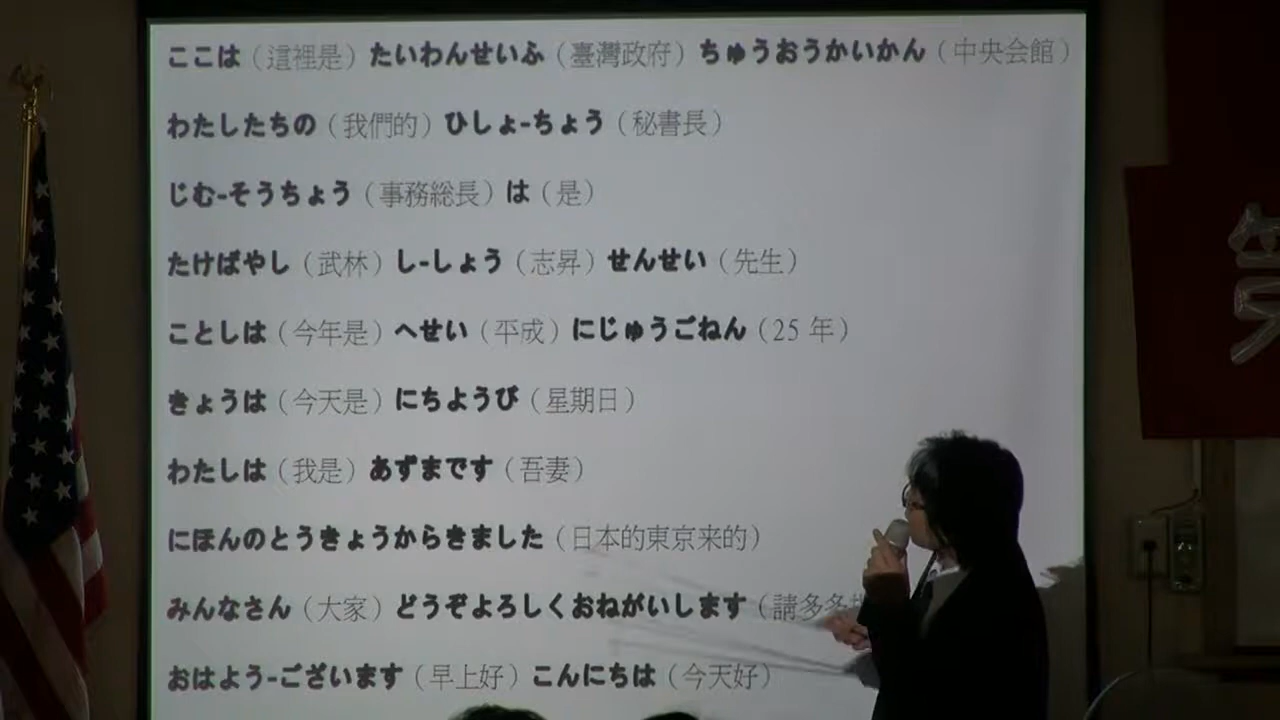 ここは（這裡是）たいわんせいふ（臺灣政府）ちゅうおうかいかん（中央会館）
わたしたちの（我們的）ひしょ-ちょう（秘書長）
じむ-そうちょう（事務総長）は（是）
たけばやし（武林）し-しょう（志昇）せんせい（先生）
ことしは（今年是）へせい（平成）にじゅうごねん（25 年）
きょうは（今天是）にちようび（星期日）
わたしは（我是）あずまです（吾妻）
にほんのとうきょうからきました（日本的東京来的）
みんなさん（大家）どうぞよろしくおねがいします（請多多
おはよう-ございます（早上好）こんにちは（今天好）